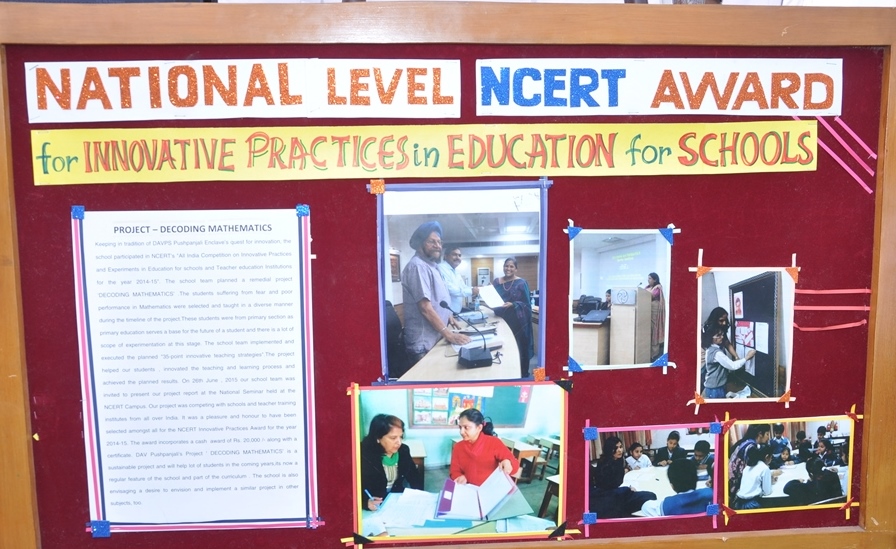 NATIONAL LEVEL NCERT AWARD
for INNOVATIVE PRACTICES in EDUCATION for SCHOOLS
PROJECT – DECODING MATHEMATICS
Keeping in tradition of DAVPS Pushpanjali Enclave's quest for innovation, the
school participated in NCERT's "All India Competition on Innovative Practices
and Experiments in Education for schools and Teacher education Institutions
for the year 2014-15". The school team planned a remedial project
'DECODING MATHEMATICS' .The students suffering from fear and poor
performance in Mathematics were selected and taught in a diverse manner
during the timeline of the project.These students were from primary section as
primary education serves a base for the future of a student and there is a lot of
scope of experimentation at this stage. The school team implemented and
executed the planned "35-point innovative teaching strategies".The project
helped our students , innovated the teaching and learning process and
achieved the planned results. On 26th June , 2015 our school team was
invited to present our project report at the National Seminar held at the
NCERT Campus. Our project was competing with schools and teacher training
institutes from all over India. It was a pleasure and honour to have been
selected amongst all for the NCERT Innovative Practices Award for the year
2014-15. The award incorporates a cash award of Rs. 20,000/- along with a
certificate. DAV Pushpanjali's Project ' DECODING MATHEMATICS' is a
sustainable project and will help lot of students in the coming years.Its now a
regular feature of the school and part of the curriculum . The school is also
envisaging a desire to envision and implement a similar project in other
subjects, too.